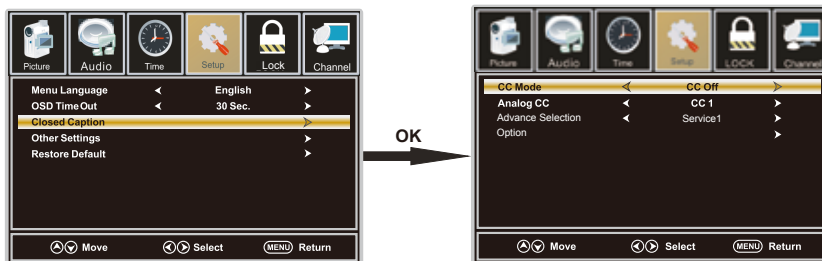 Picture Audio Time Setup Lock Channel
Menu Language English
OSD TimeOut 30 Sec.
Closed Caption
Other Settings
Restore Default
Move Select MENU Return
OK
Picture Audio Time Setup LOCK Channel
CC Mode CC Off
Analog CC CC 1
Advance Selection Service1
Option
Move Select MENU Return